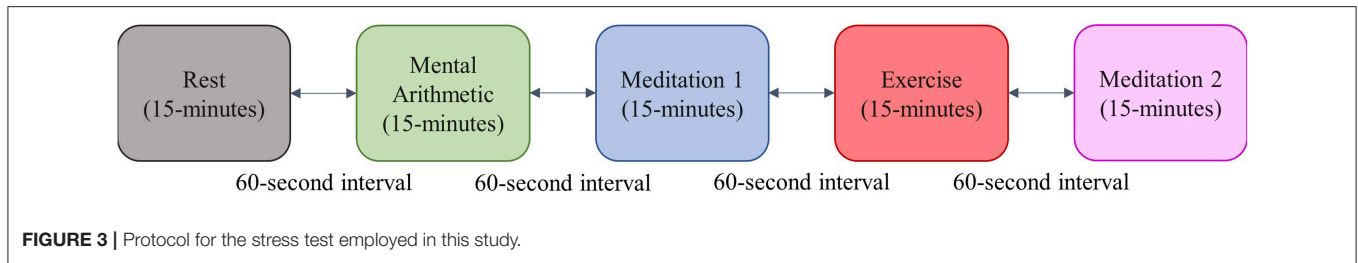 Rest
(15-minutes)
Mental
Arithmetic
(15-minutes)
Meditation 1
(15-minutes)
Exercise
(15-minutes)
Meditation 2
(15-minutes)
60-second interval
60-second interval
60-second interval
60-second interval
FIGURE 3 | Protocol for the stress test employed in this study.